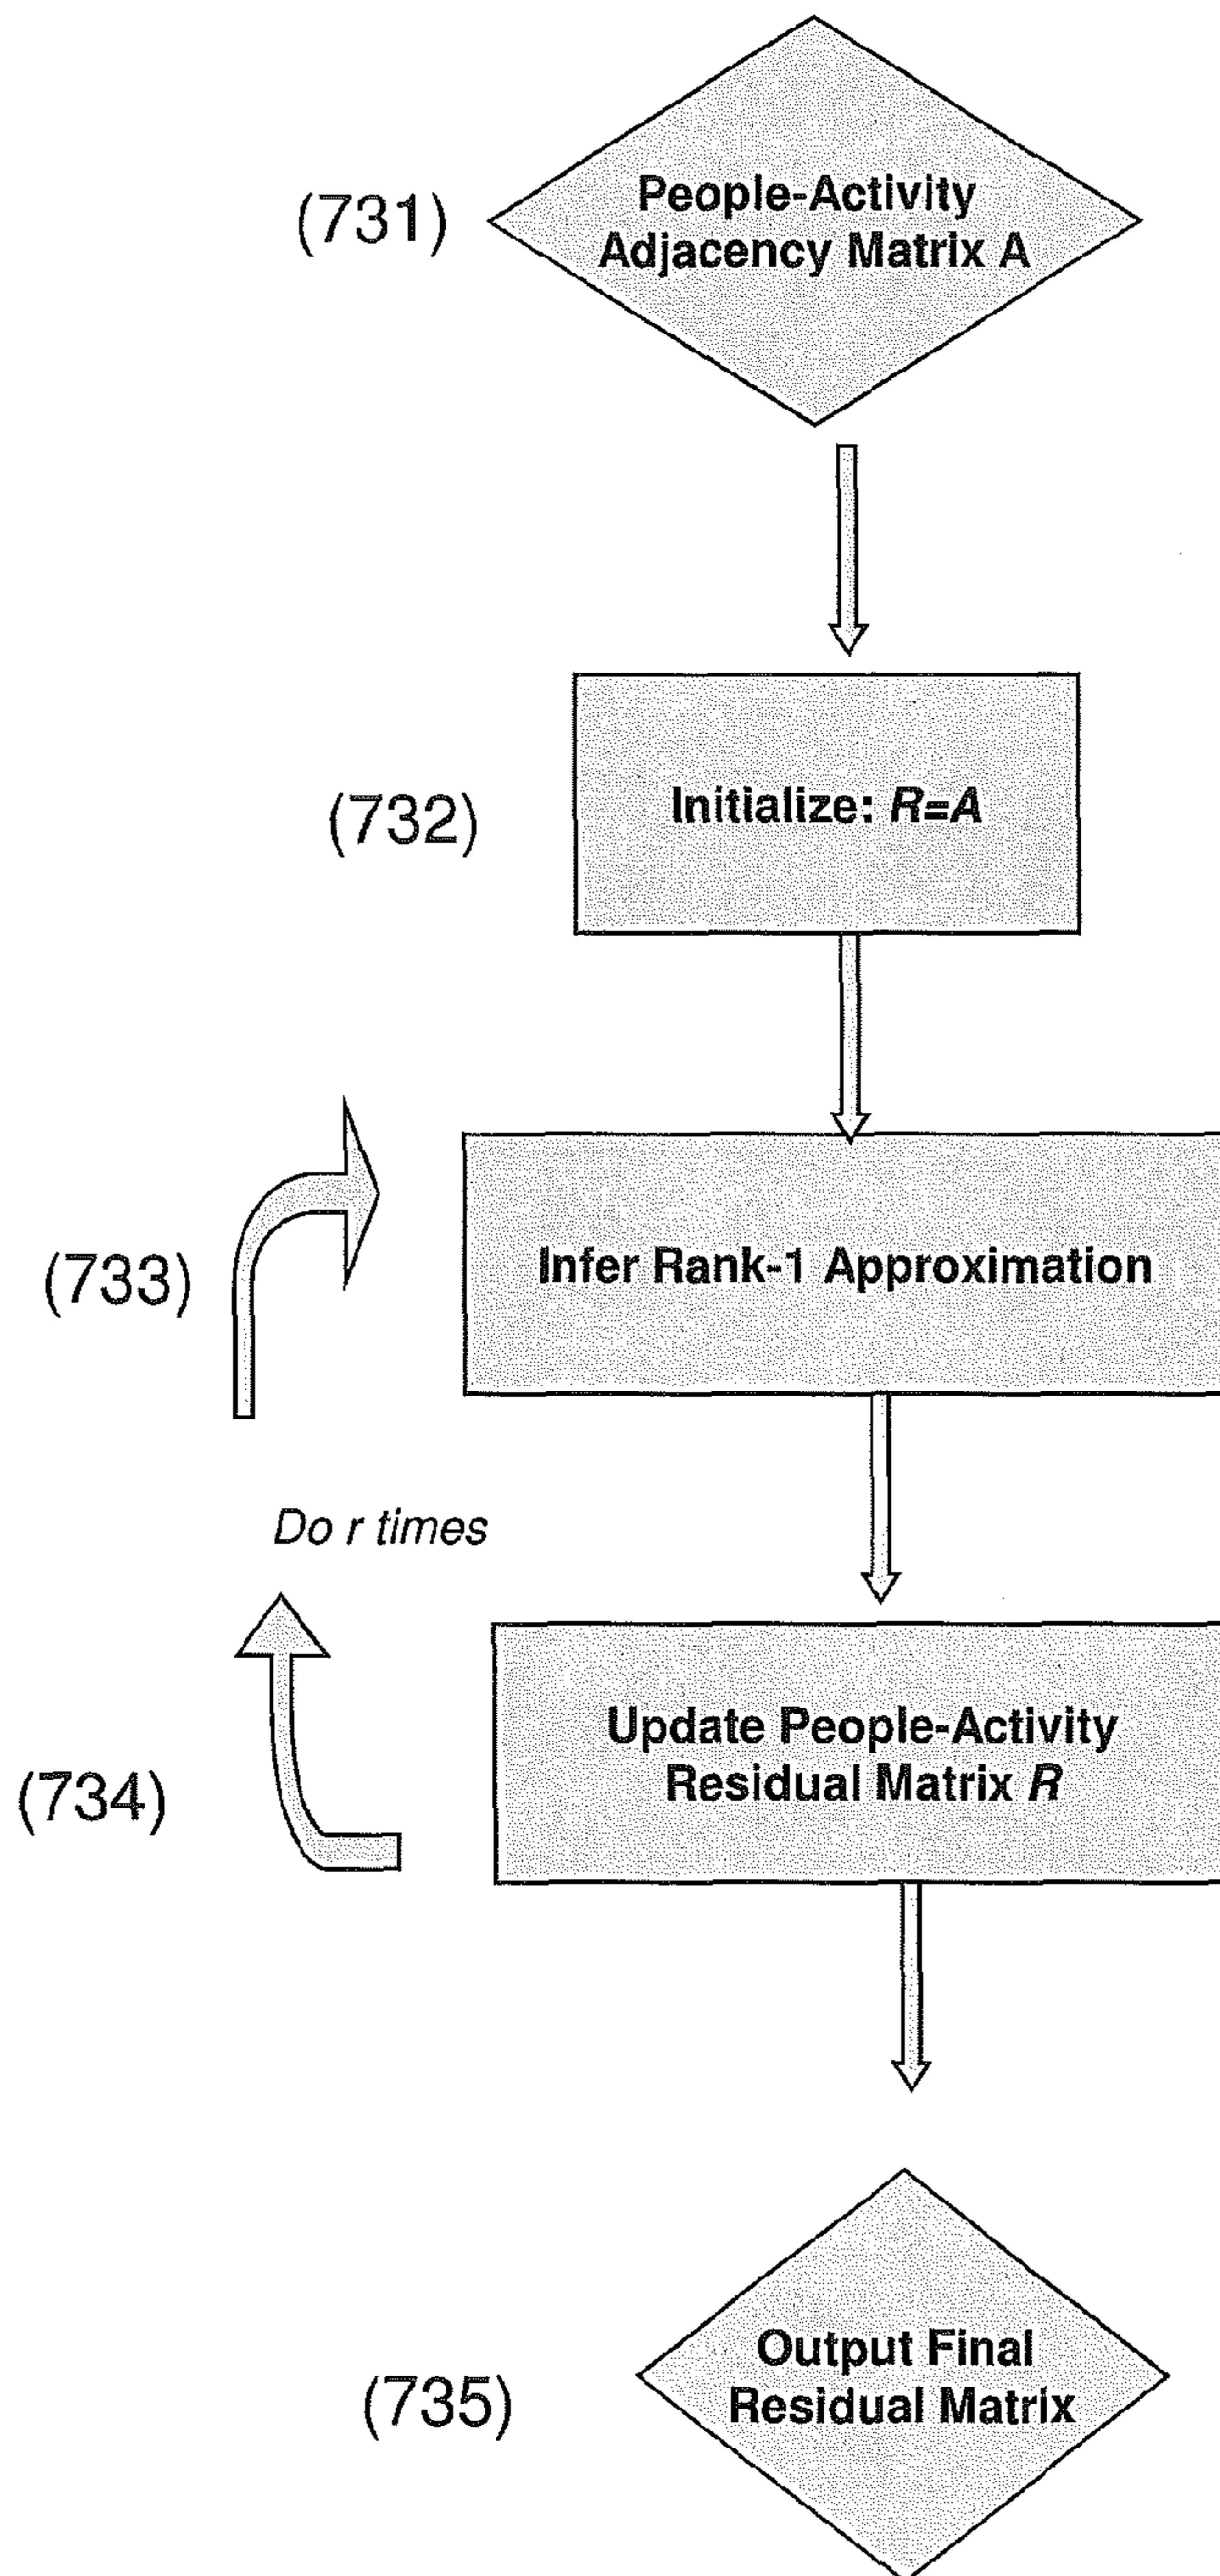 (731)
People-Activity
Adjacency Matrix A
(732)
Initialize: R=A
(733)
Infer Rank-1 Approximation
Do r times
(734)
Update People-Activity
Residual Matrix R
(735)
Output Final
Residual Matrix